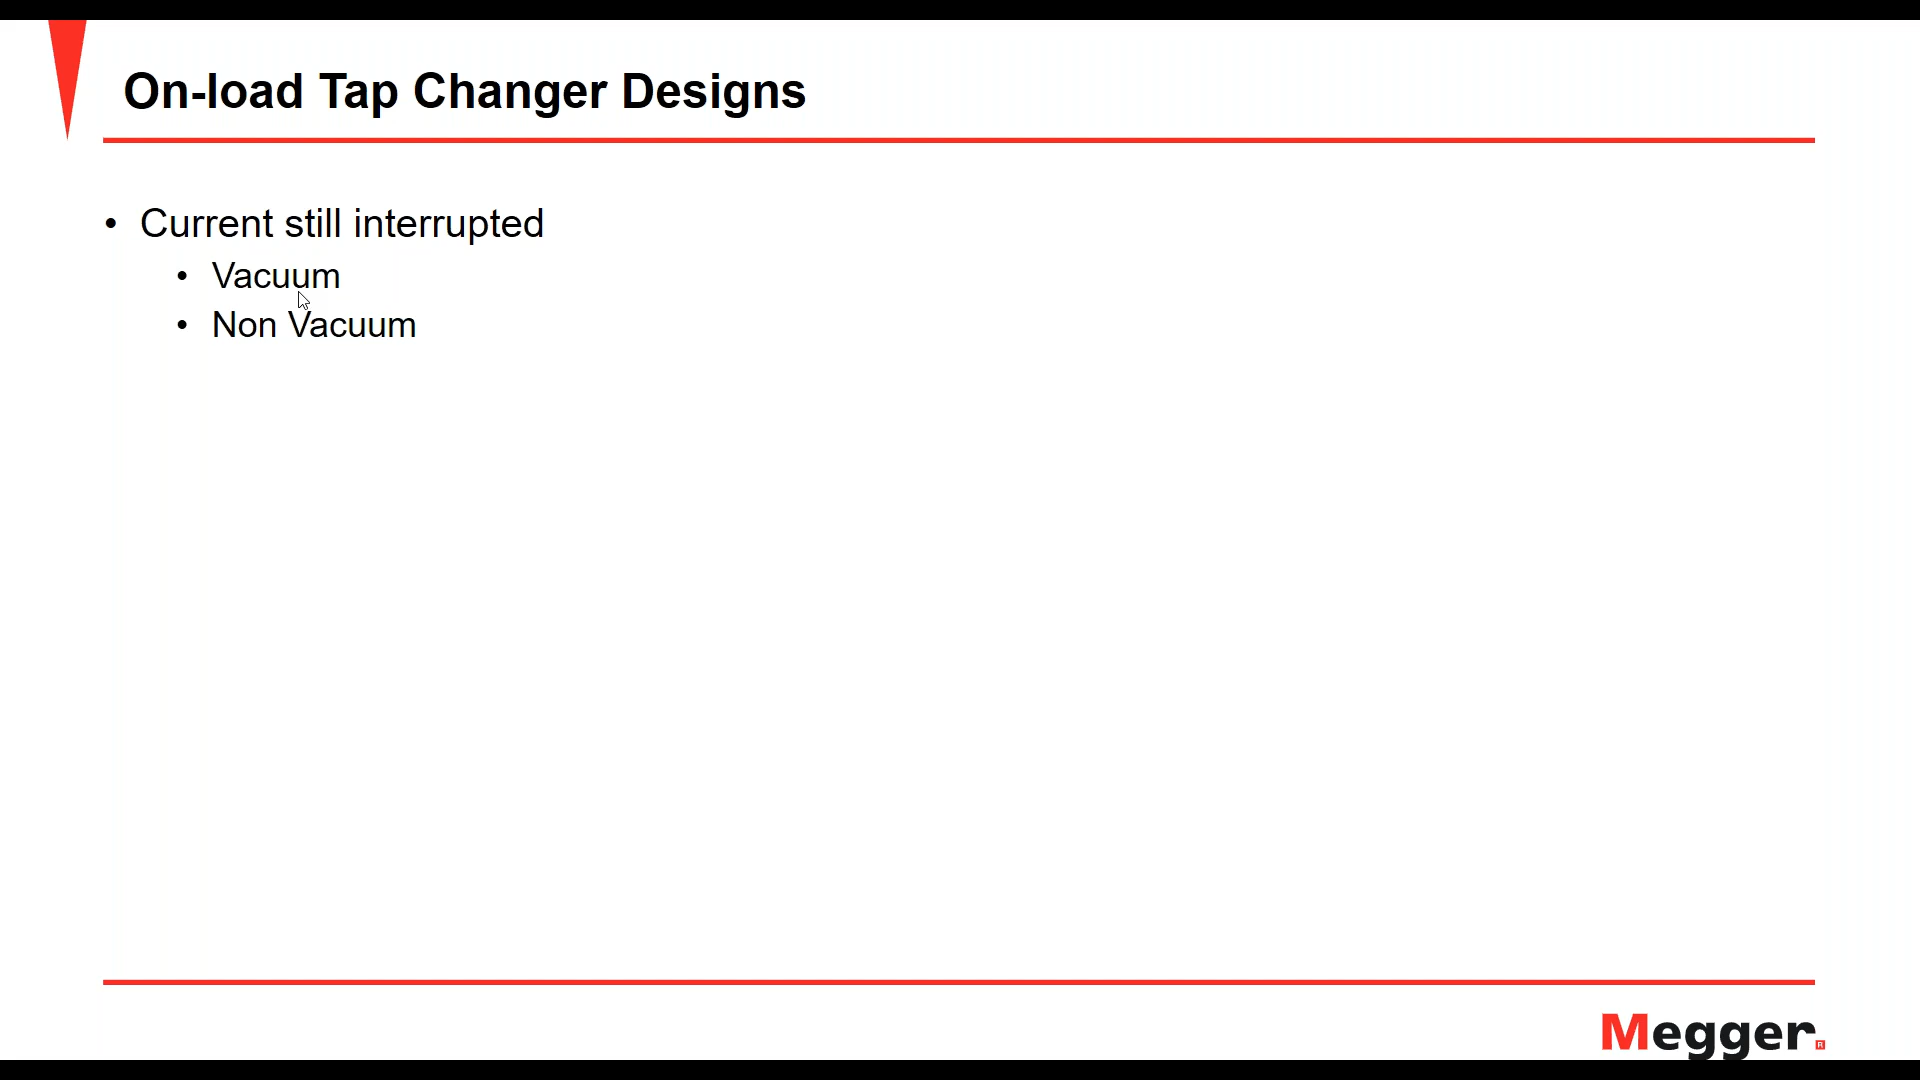 On-load Tap Changer Designs
• Current still interrupted
• Vacuum
• Non Vacuum
Megger.